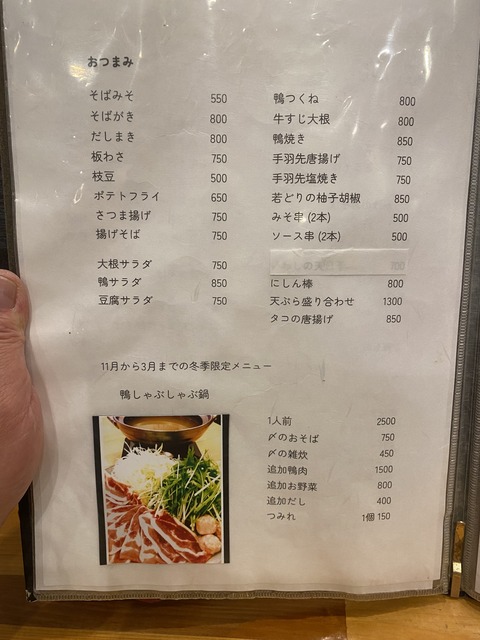 おつまみ
そばみそ 550
そばがき 800
だしまき 800
板わさ 750
枝豆 500
ポテトフライ 650
さつま揚げ 750
揚げそば 750
大根サラダ 750
鴨サラダ 850
豆腐サラダ 750
鴨つくね 800
牛すじ大根 800
鴨焼き 850
手羽先唐揚げ 750
手羽先塩焼き 750
若どりの柚子胡椒 850
みそ串 (2本) 500
ソース串 (2本) 500
700
にしん棒 800
天ぷら盛り合わせ 1300
タコの唐揚げ 850
11月から3月までの冬季限定メニュー
鴨しゃぶしゃぶ鍋
1人前 2500
〆のおそば 750
〆の雑炊 450
追加鴨肉 1500
追加お野菜 800
追加だし 400
つみれ 1個 150